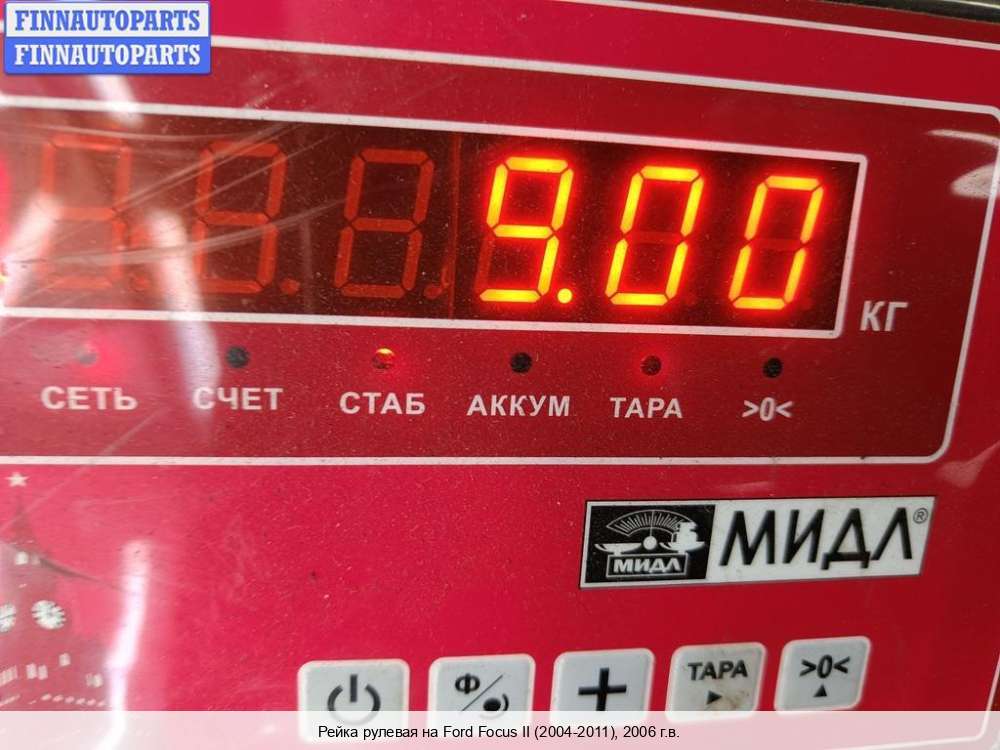 FINNAUTOPARTS
FINNAUTOPARTS
9.00
КГ
СЕТЬ СЧЕТ СТАБ АККУМ ТАРА >0<
МИДЛ МИДЛ®
Ф ТАРА >0<
Рейка рулевая на Ford Focus II (2004-2011), 2006 г.в.